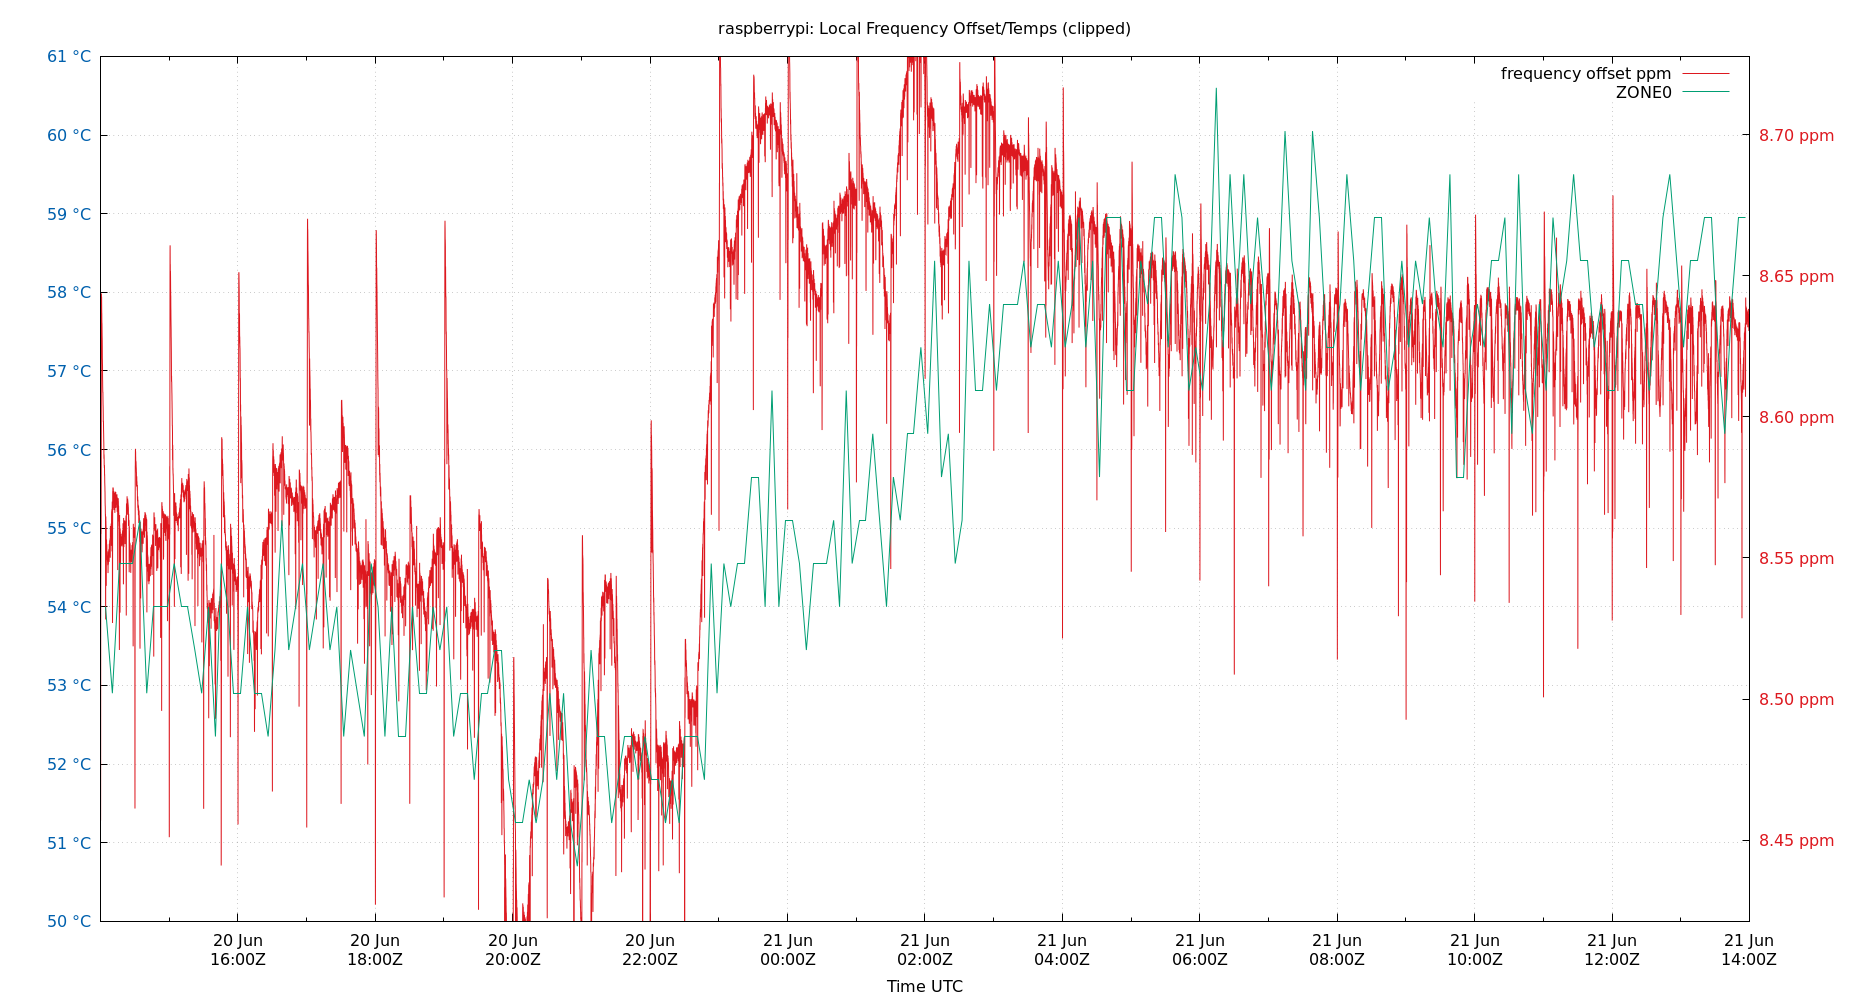 raspberrypi: Local Frequency Offset/Temps (clipped)
frequency offset ppm
ZONE0
61 °C
60 °C
59 °C
58 °C
57 °C
56 °C
55 °C
54 °C
53 °C
52 °C
51 °C
50 °C
8.70 ppm
8.65 ppm
8.60 ppm
8.55 ppm
8.50 ppm
8.45 ppm
20 Jun 20 Jun 20 Jun 20 Jun 21 Jun 21 Jun 21 Jun 21 Jun 21 Jun 21 Jun 21 Jun 21 Jun
16:00Z 18:00Z 20:00Z 22:00Z 00:00Z 02:00Z 04:00Z 06:00Z 08:00Z 10:00Z 12:00Z 14:00Z
Time UTC